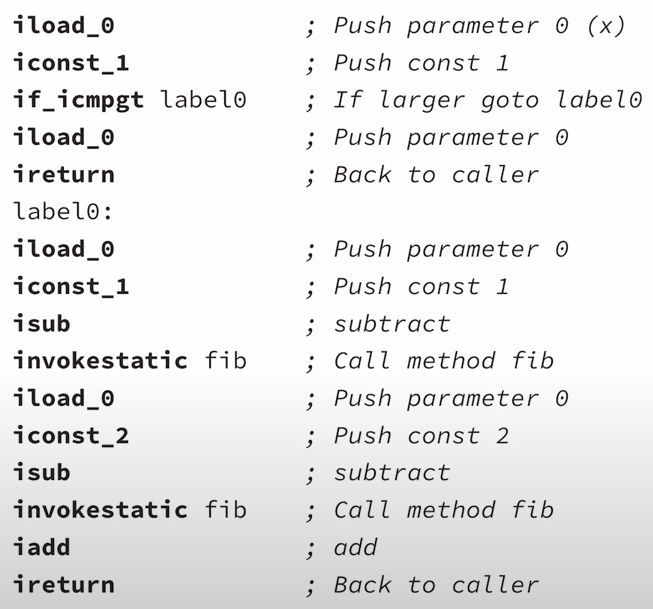 iload_0 ; Push parameter 0 (x)
iconst_1 ; Push const 1
if_icmpgt label0 ; If larger goto label0
iload_0 ; Push parameter 0
ireturn ; Back to caller
label0:
iload_0 ; Push parameter 0
iconst_1 ; Push const 1
isub ; subtract
invokestatic fib ; Call method fib
iload_0 ; Push parameter 0
iconst_2 ; Push const 2
isub ; subtract
invokestatic fib ; Call method fib
iadd ; add
ireturn ; Back to caller